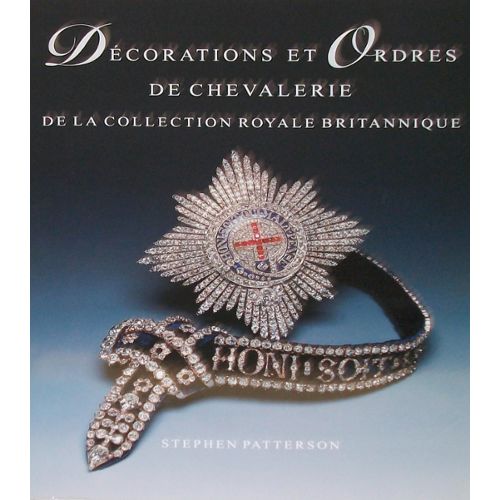 DÉCORATIONS ET ORDRES
DE CHEVALERIE
DE LA COLLECTION ROYALE BRITANNIQUE
HONI·SOIT
STEPHEN PATTERSON